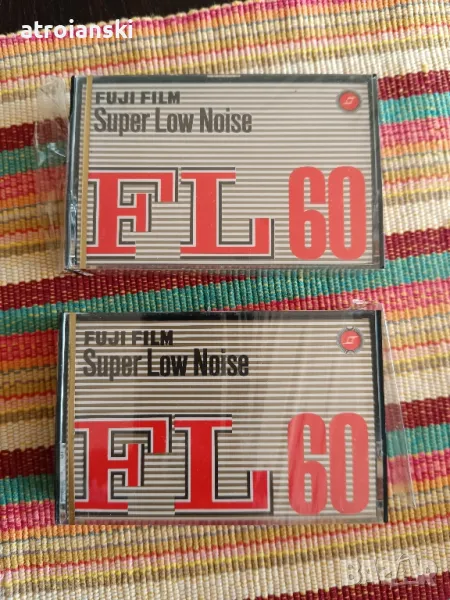 atroianski
FUJI FILM
Super Low Noise
FL 60
FUJI FILM
Super Low Noise
FL 60